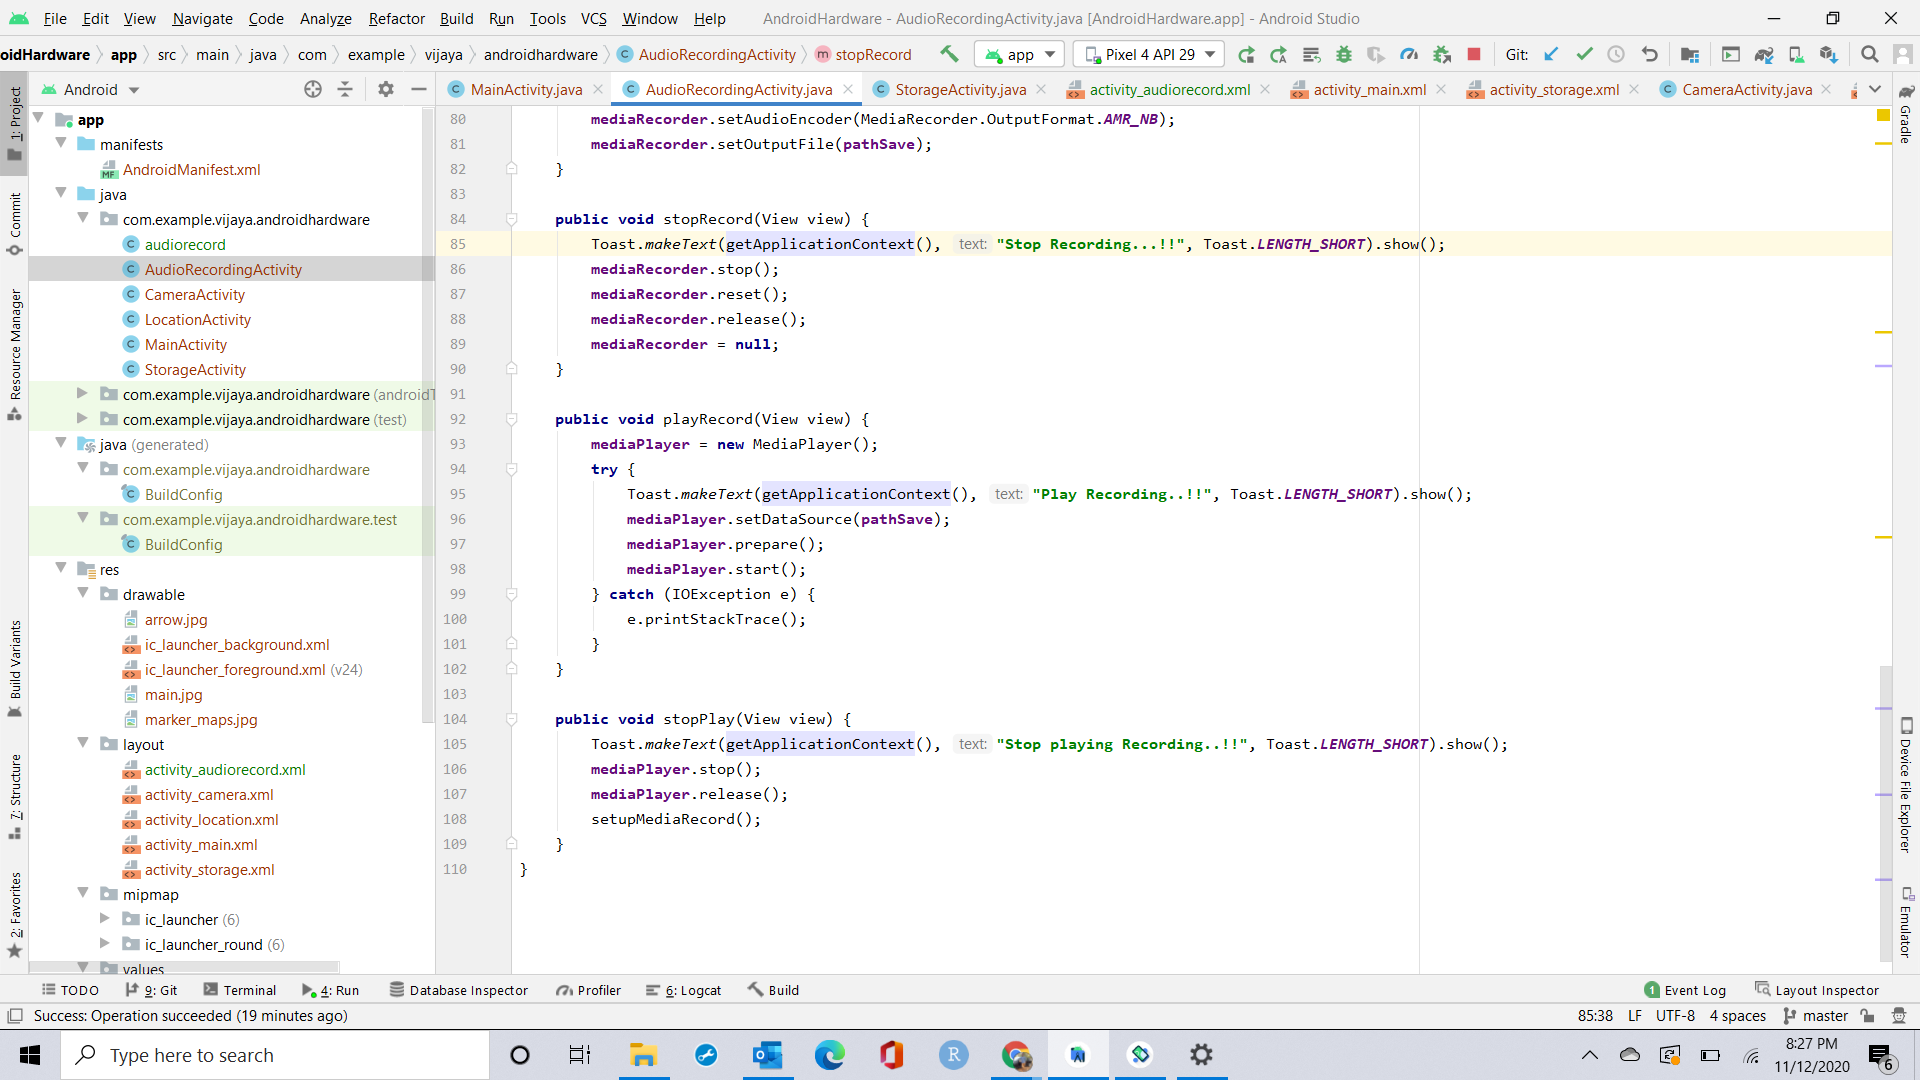 File Edit View Navigate Code Analyze Refactor Build Run Tools VCS Window Help AndroidHardware - AudioRecordingActivity.java [AndroidHardware.app] - Android Studio
oidHardware app src main java com example vijaya androidhardware AudioRecordingActivity stopRecord app Pixel 4 API 29 Git:
Android
MainActivity.java AudioRecordingActivity.java StorageActivity.java activity_audiorecord.xml activity_main.xml activity_storage.xml CameraActivity.java
1: Project
Commit
Resource Manager
Build Variants
7: Structure
2: Favorites
app
manifests
AndroidManifest.xml
java
com.example.vijaya.androidhardware
audiorecord
AudioRecordingActivity
CameraActivity
LocationActivity
MainActivity
StorageActivity
com.example.vijaya.androidhardware (androidT
com.example.vijaya.androidhardware (test)
java (generated)
com.example.vijaya.androidhardware
BuildConfig
com.example.vijaya.androidhardware.test
BuildConfig
res
drawable
arrow.jpg
ic_launcher_background.xml
ic_launcher_foreground.xml (v24)
main.jpg
marker_maps.jpg
layout
activity_audiorecord.xml
activity_camera.xml
activity_location.xml
activity_main.xml
activity_storage.xml
mipmap
ic_launcher (6)
ic_launcher_round (6)
values
80 mediaRecorder.setAudioEncoder(MediaRecorder.OutputFormat.AMR_NB);
81 mediaRecorder.setOutputFile(pathSave);
82 }
83
84 public void stopRecord(View view) {
85 Toast.makeText(getApplicationContext(), text: "Stop Recording...!!", Toast.LENGTH_SHORT).show();
86 mediaRecorder.stop();
87 mediaRecorder.reset();
88 mediaRecorder.release();
89 mediaRecorder = null;
90 }
91
92 public void playRecord(View view) {
93 mediaPlayer = new MediaPlayer();
94 try {
95 Toast.makeText(getApplicationContext(), text: "Play Recording..!!", Toast.LENGTH_SHORT).show();
96 mediaPlayer.setDataSource(pathSave);
97 mediaPlayer.prepare();
98 mediaPlayer.start();
99 } catch (IOException e) {
100 e.printStackTrace();
101 }
102 }
103
104 public void stopPlay(View view) {
105 Toast.makeText(getApplicationContext(), text: "Stop playing Recording..!!", Toast.LENGTH_SHORT).show();
106 mediaPlayer.stop();
107 mediaPlayer.release();
108 setupMediaRecord();
109 }
110 }
Gradle
Device File Explorer
Emulator
TODO 9: Git Terminal 4: Run Database Inspector Profiler 6: Logcat Build 1 Event Log Layout Inspector
Success: Operation succeeded (19 minutes ago) 85:38 LF UTF-8 4 spaces master
Type here to search
8:27 PM
11/12/2020
6